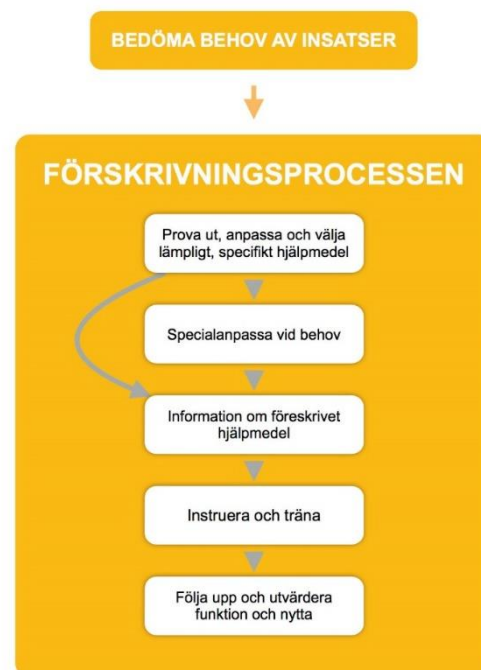 BEDÖMA BEHOV AV INSATSER
FÖRSKRIVNINGSPROCESSEN
Prova ut, anpassa och välja
lämpligt, specifikt hjälpmedel
Specialanpassa vid behov
Information om föreskrivet
hjälpmedel
Instruera och träna
Följa upp och utvärdera
funktion och nytta